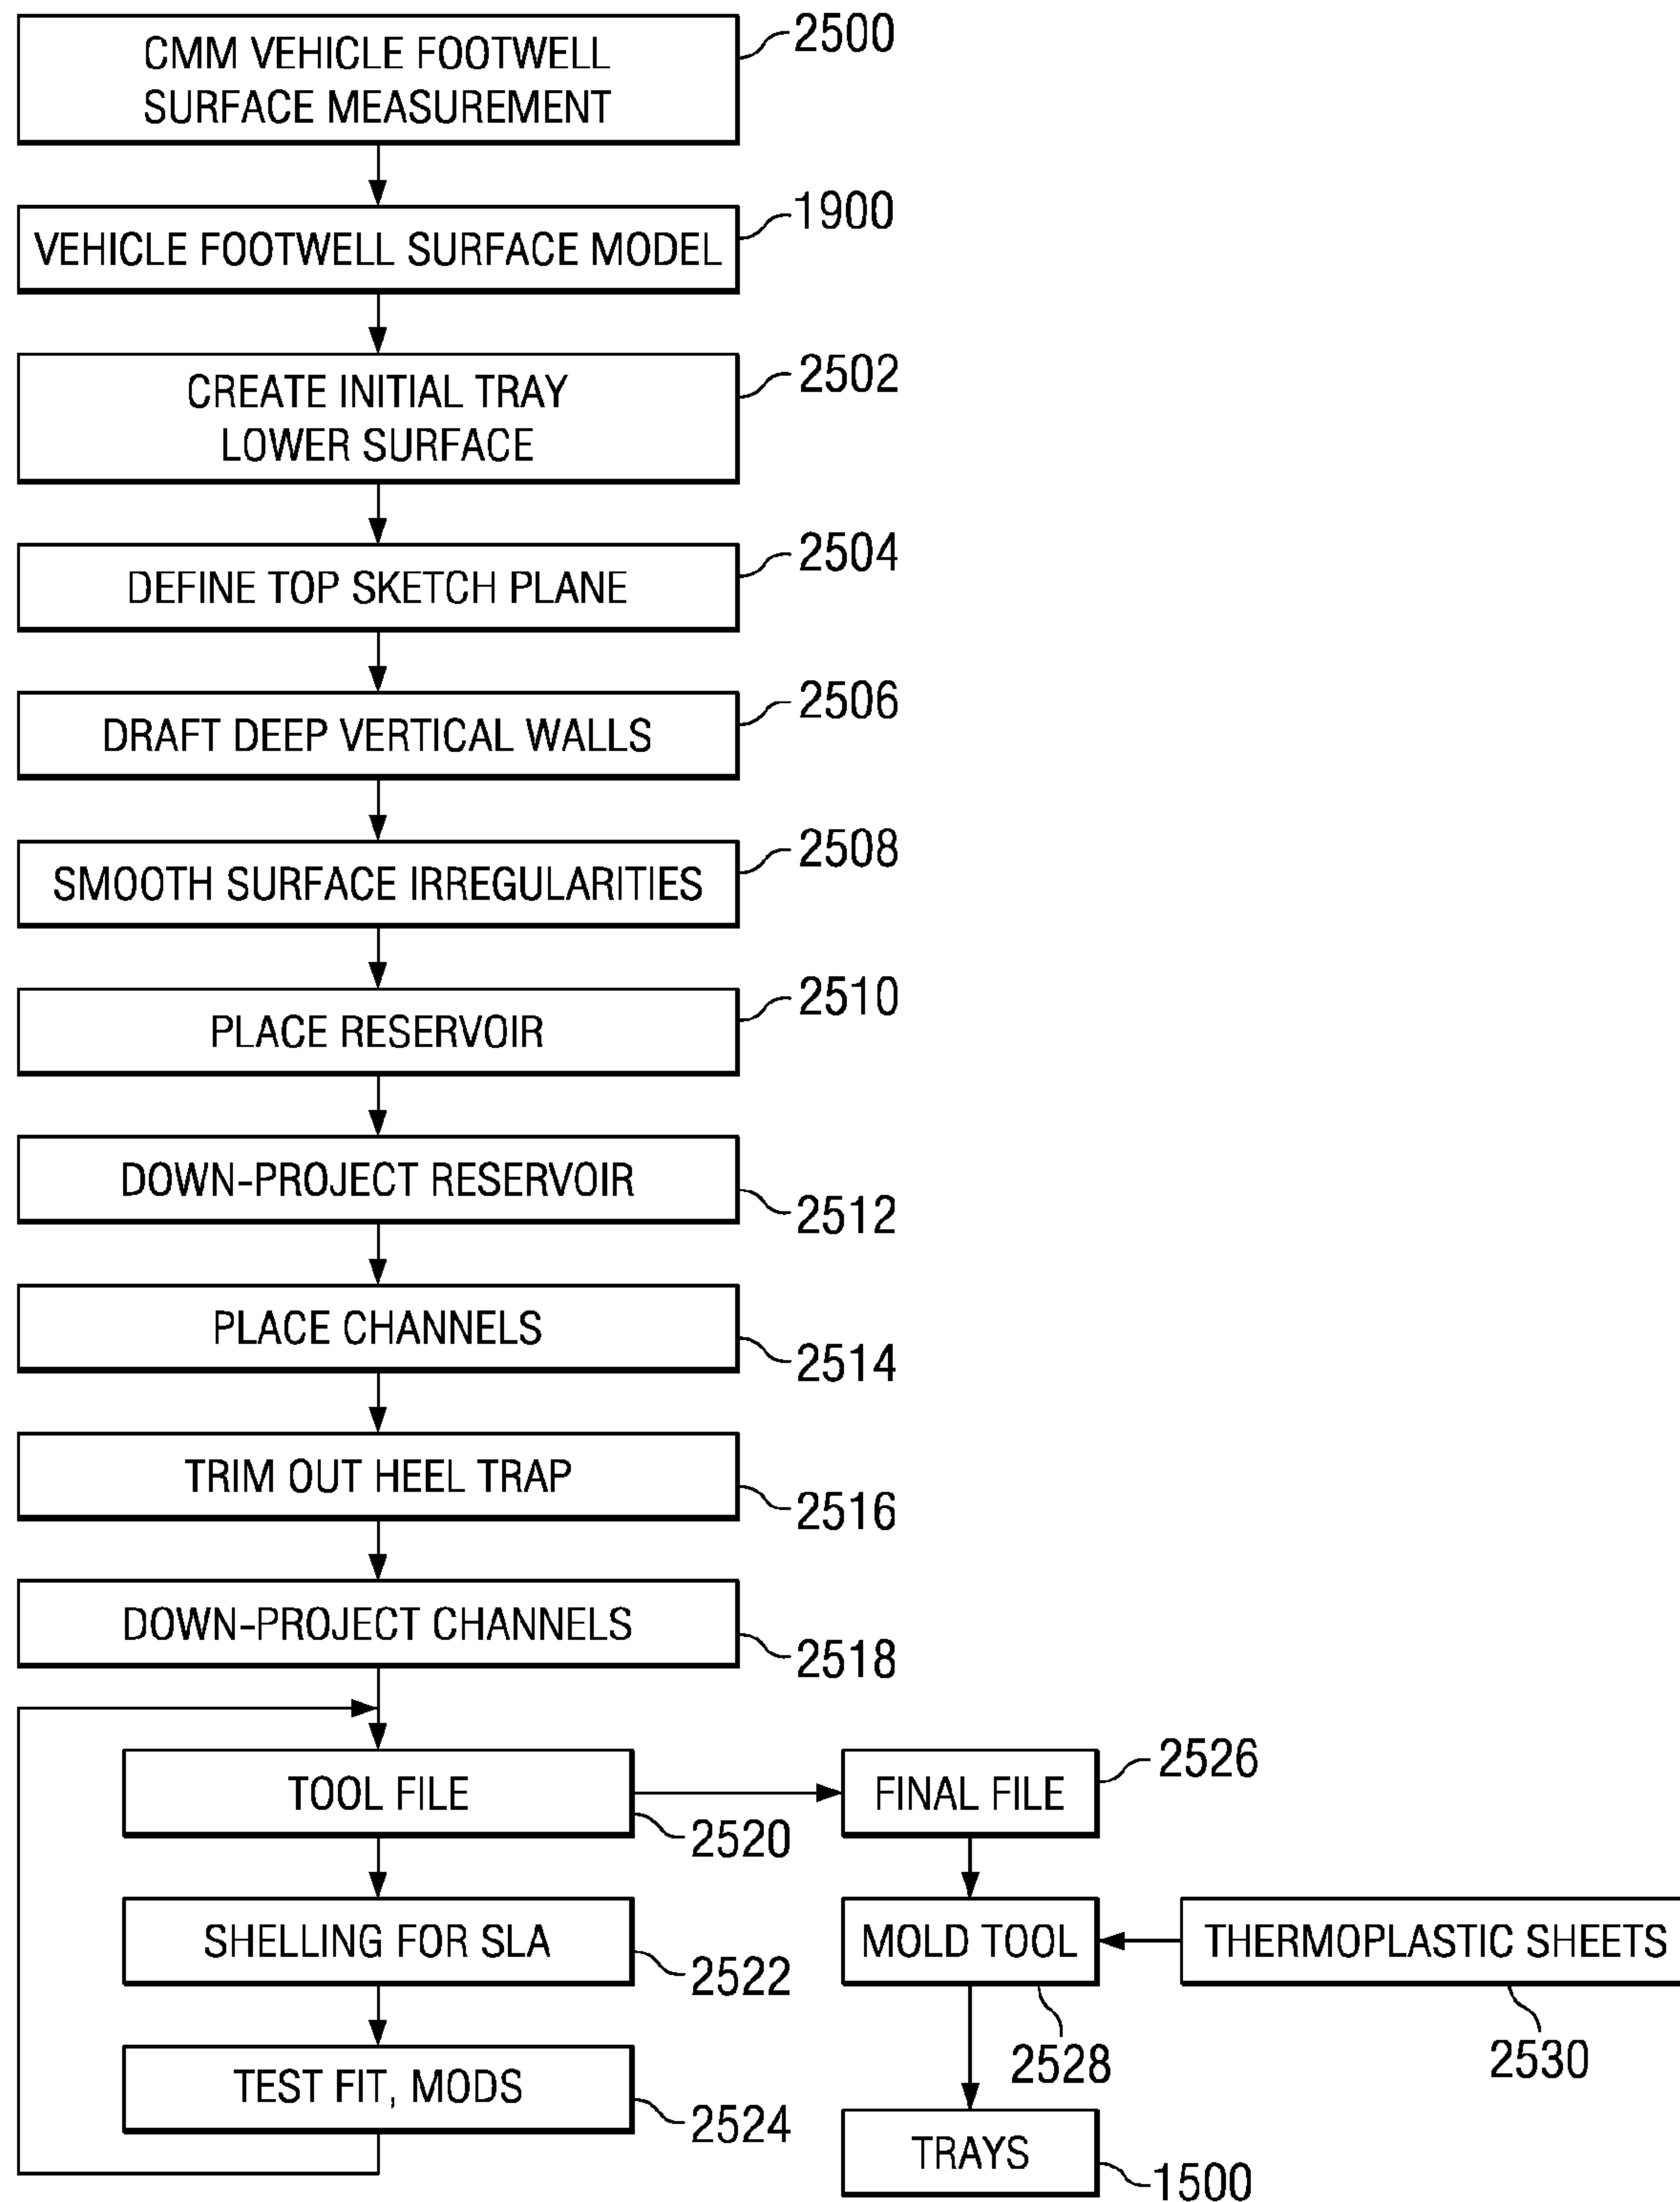 CMM VEHICLE FOOTWELL
SURFACE MEASUREMENT
2500
VEHICLE FOOTWELL SURFACE MODEL
1900
CREATE INITIAL TRAY
LOWER SURFACE
2502
DEFINE TOP SKETCH PLANE
2504
DRAFT DEEP VERTICAL WALLS
2506
SMOOTH SURFACE IRREGULARITIES
2508
PLACE RESERVOIR
2510
DOWN-PROJECT RESERVOIR
2512
PLACE CHANNELS
2514
TRIM OUT HEEL TRAP
2516
DOWN-PROJECT CHANNELS
2518
TOOL FILE
2520
FINAL FILE
2526
SHELLING FOR SLA
2522
MOLD TOOL
2528
THERMOPLASTIC SHEETS
2530
TEST FIT, MODS
2524
TRAYS
1500